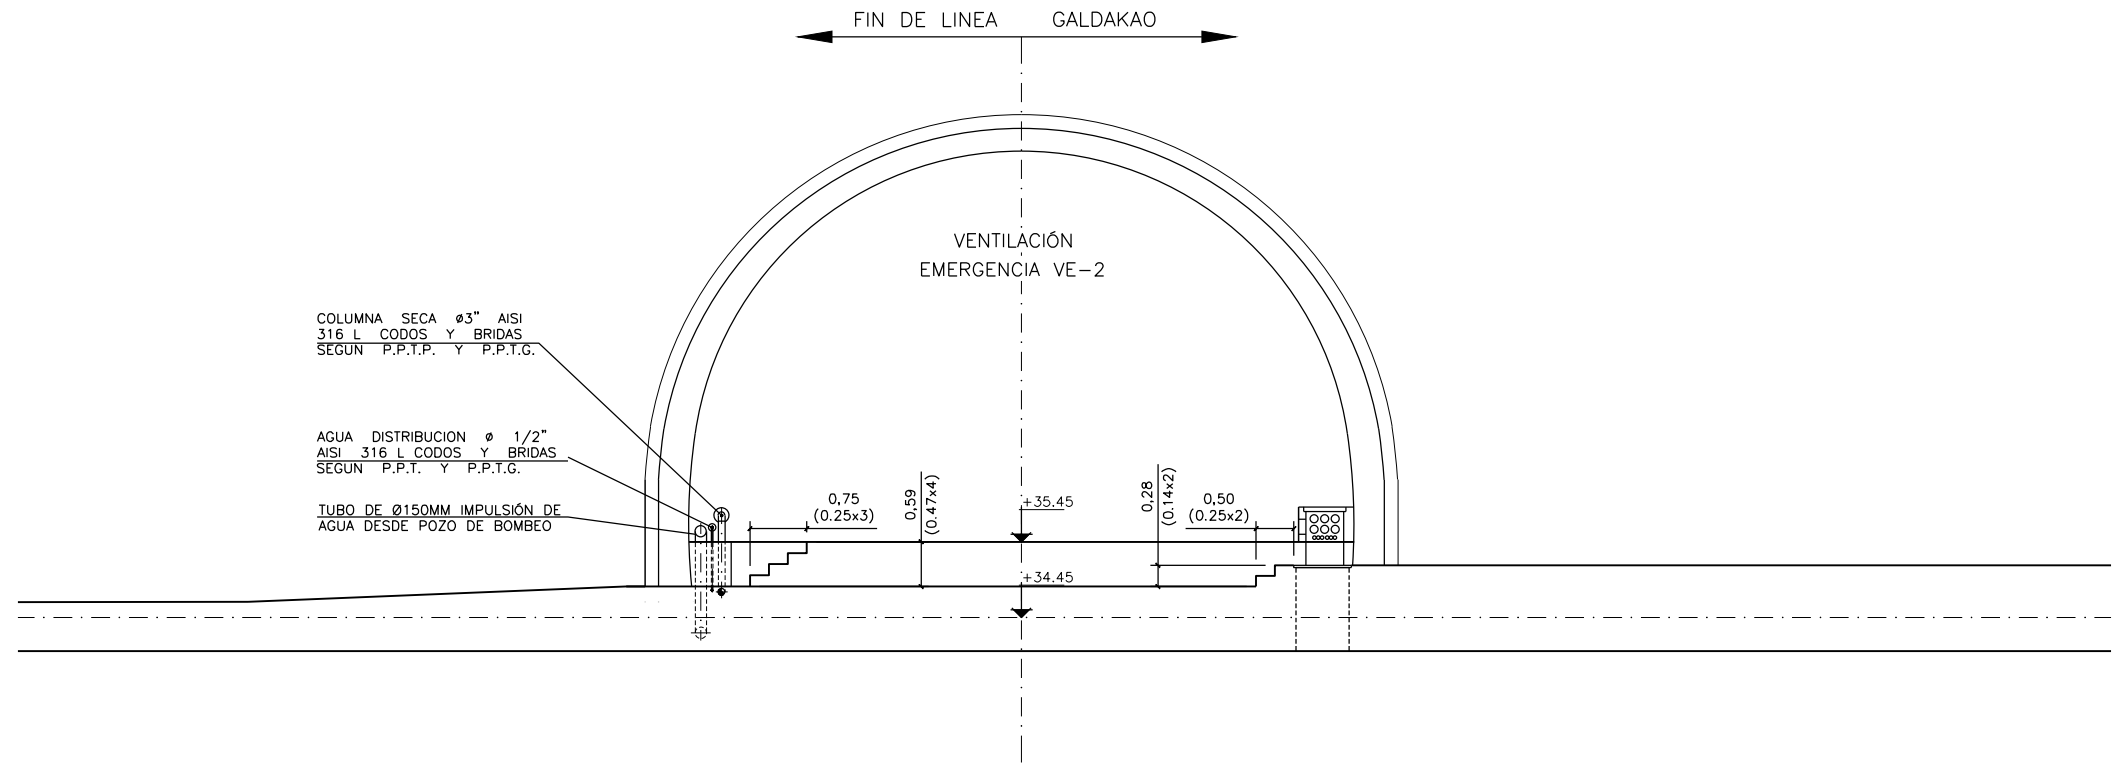 FIN DE LINEA GALDAKAO
VENTILACIÓN
EMERGENCIA VE-2
COLUMNA SECA ø3" AISI
316 L CODOS Y BRIDAS
SEGUN P.P.T.P. Y P.P.T.G.
AGUA DISTRIBUCION ø 1/2"
AISI 316 L CODOS Y BRIDAS
SEGUN P.P.T. Y P.P.T.G.
TUBO DE Ø150MM IMPULSIÓN DE
AGUA DESDE POZO DE BOMBEO
0,75
(0.25x3)
0,59
(0.47x4)
+35.45
+34.45
0,28
(0.14x2)
0,50
(0.25x2)